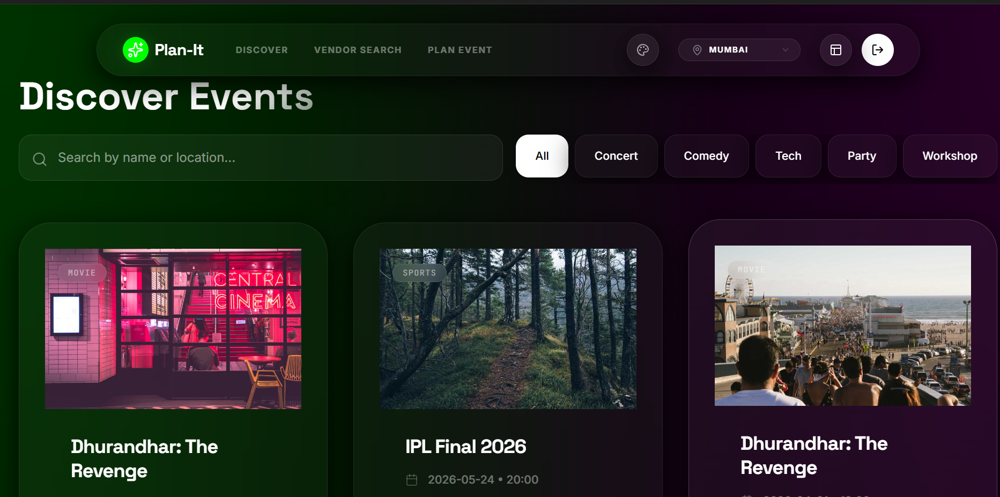 Plan-It
DISCOVER
VENDOR SEARCH
PLAN EVENT
MUMBAI
Discover Events
Search by name or location...
All
Concert
Comedy
Tech
Party
Workshop
MOVIE
CENTRAL
CINEMA
SPORTS
MOVIE
Dhurandhar: The
Revenge
IPL Final 2026
2026-05-24 • 20:00
Dhurandhar: The
Revenge